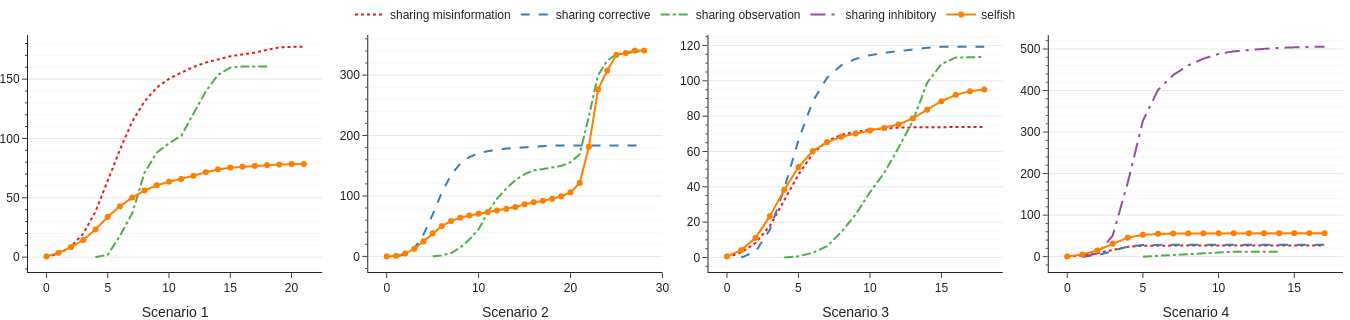 sharing misinformation sharing corrective sharing observation sharing inhibitory selfish
150
100
50
0
0 5 10 15 20
Scenario 1
300
200
100
0
0 10 20 30
Scenario 2
120
100
80
60
40
20
0
0 5 10 15
Scenario 3
500
400
300
200
100
0
0 5 10 15
Scenario 4